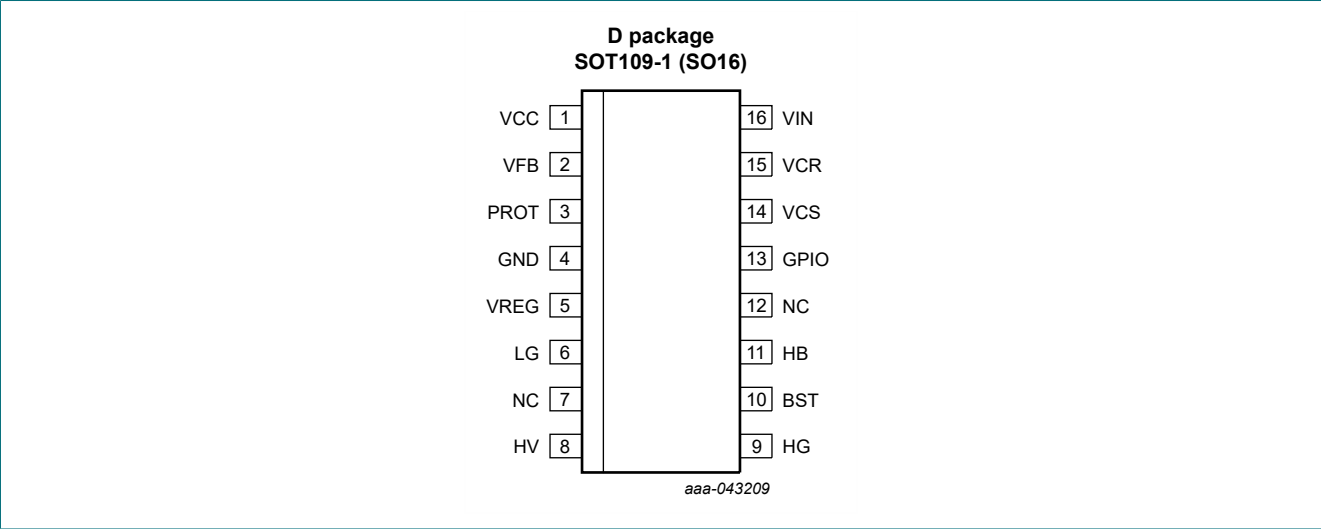 D package
SOT109-1 (SO16)
VCC 1 16 VIN
VFB 2 15 VCR
PROT 3 14 VCS
GND 4 13 GPIO
VREG 5 12 NC
LG 6 11 HB
NC 7 10 BST
HV 8 9 HG
aaa-043209